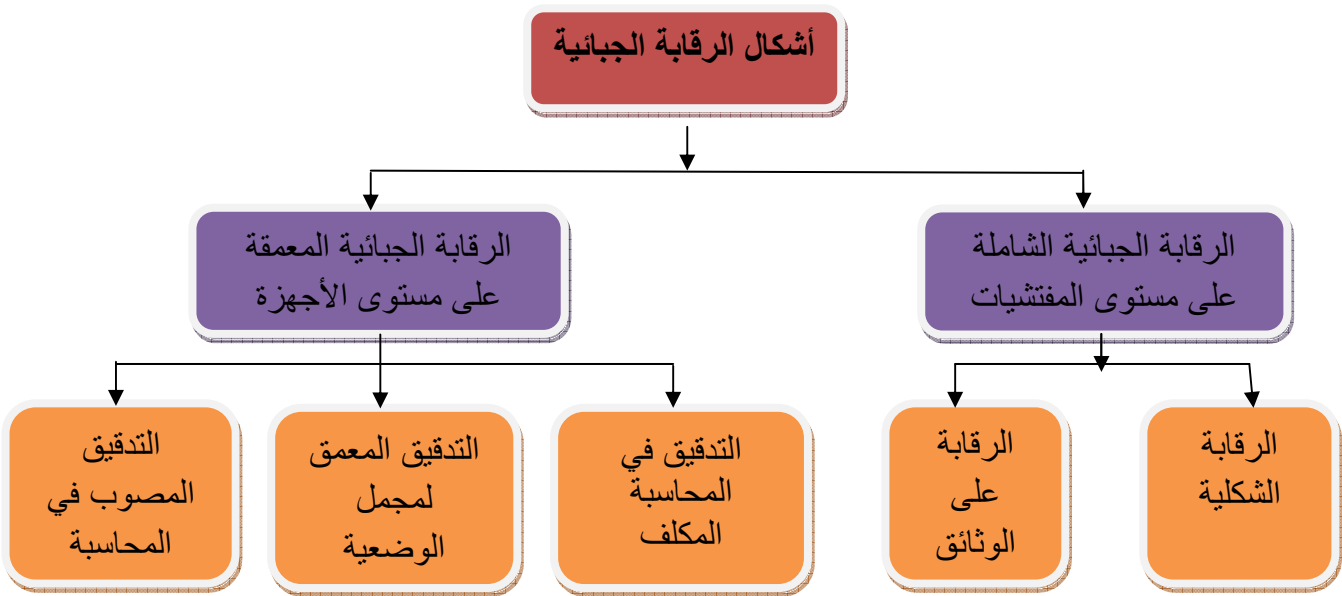 أشكال الرقابة الجبائية
الرقابة الجبائية الشاملة
على مستوى المفتشيات
الرقابة الجبائية المعمقة
على مستوى الأجهزة
الرقابة
الشكلية
الرقابة
على
الوثائق
التدقيق في
المحاسبة
المكلف
التدقيق المعمق
لمجمل
الوضعية
التدقيق
المصوب في
المحاسبة